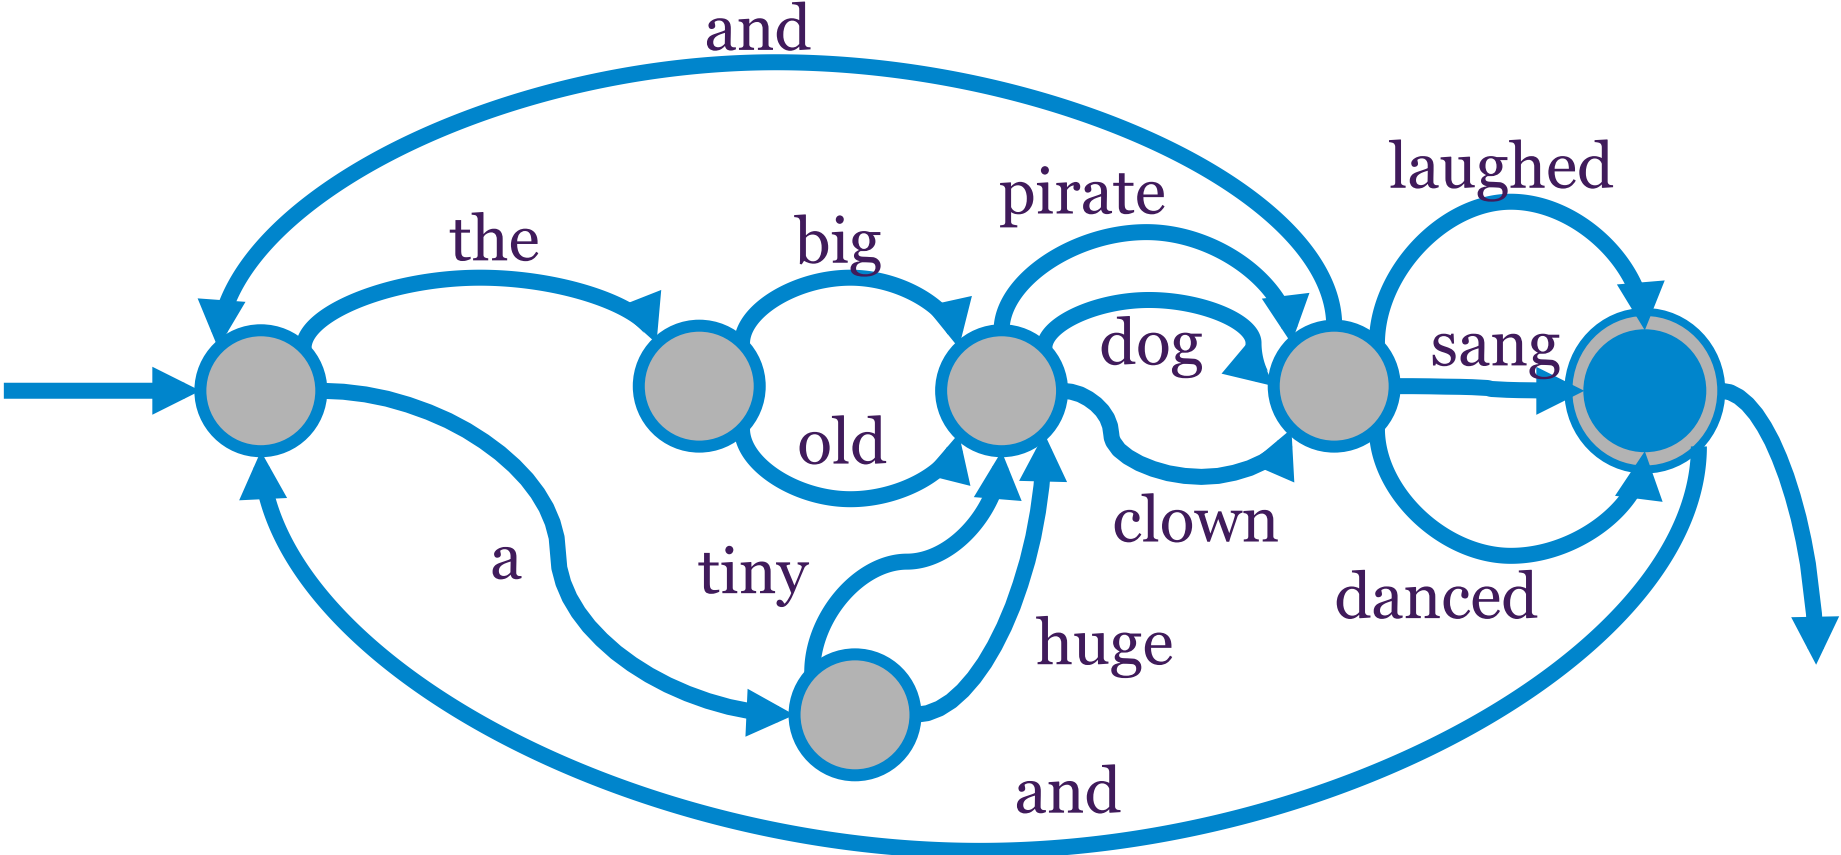 and
laughed
pirate
the
big
dog
sang
old
clown
a
tiny
danced
huge
and